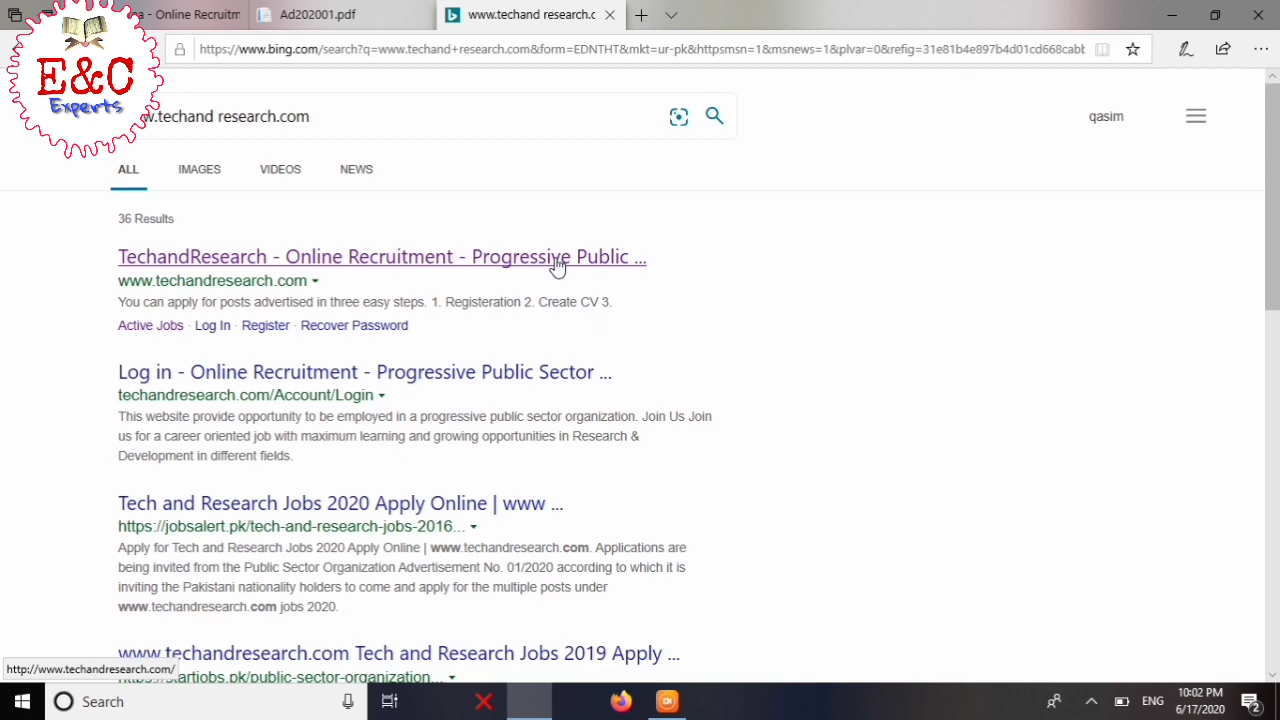 a - Online Recruitm
Ad202001.pdf
www.techand research.c
E&C
Experts
https://www.bing.com/search?q=www.techand+research.com&form=EDNTHT&mkt=ur-pk&httpsmsn=1&msnews=1&plvar=0&refig=31e81b4e897b4d01cd668cabb
w.techand research.com
qasim
ALL
IMAGES
VIDEOS
NEWS
36 Results
TechandResearch - Online Recruitment - Progressive Public ...
www.techandresearch.com
You can apply for posts advertised in three easy steps. 1. Registeration 2. Create CV 3.
Active Jobs · Log In · Register · Recover Password
Log in - Online Recruitment - Progressive Public Sector ...
techandresearch.com/Account/Login
This website provide opportunity to be employed in a progressive public sector organization. Join Us Join
us for a career oriented job with maximum learning and growing opportunities in Research &
Development in different fields.
Tech and Research Jobs 2020 Apply Online | www ...
https://jobsalert.pk/tech-and-research-jobs-2016...
Apply for Tech and Research Jobs 2020 Apply Online | www.techandresearch.com. Applications are
being invited from the Public Sector Organization Advertisement No. 01/2020 according to which it is
inviting the Pakistani nationality holders to come and apply for the multiple posts under
www.techandresearch.com jobs 2020.
www.techandresearch.com Tech and Research Jobs 2019 Apply ...
https://startjobs.pk/public-sector-organization...
http://www.techandresearch.com/
Search
ENG
10:02 PM
6/17/2020
2